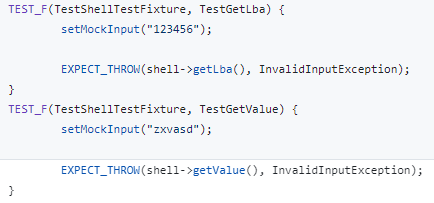 TEST_F(TestShellTestFixture, TestGetLba) {
setMockInput("123456");
EXPECT_THROW(shell->getLba(), InvalidInputException);
}
TEST_F(TestShellTestFixture, TestGetValue) {
setMockInput("zxvasd");
EXPECT_THROW(shell->getValue(), InvalidInputException);
}